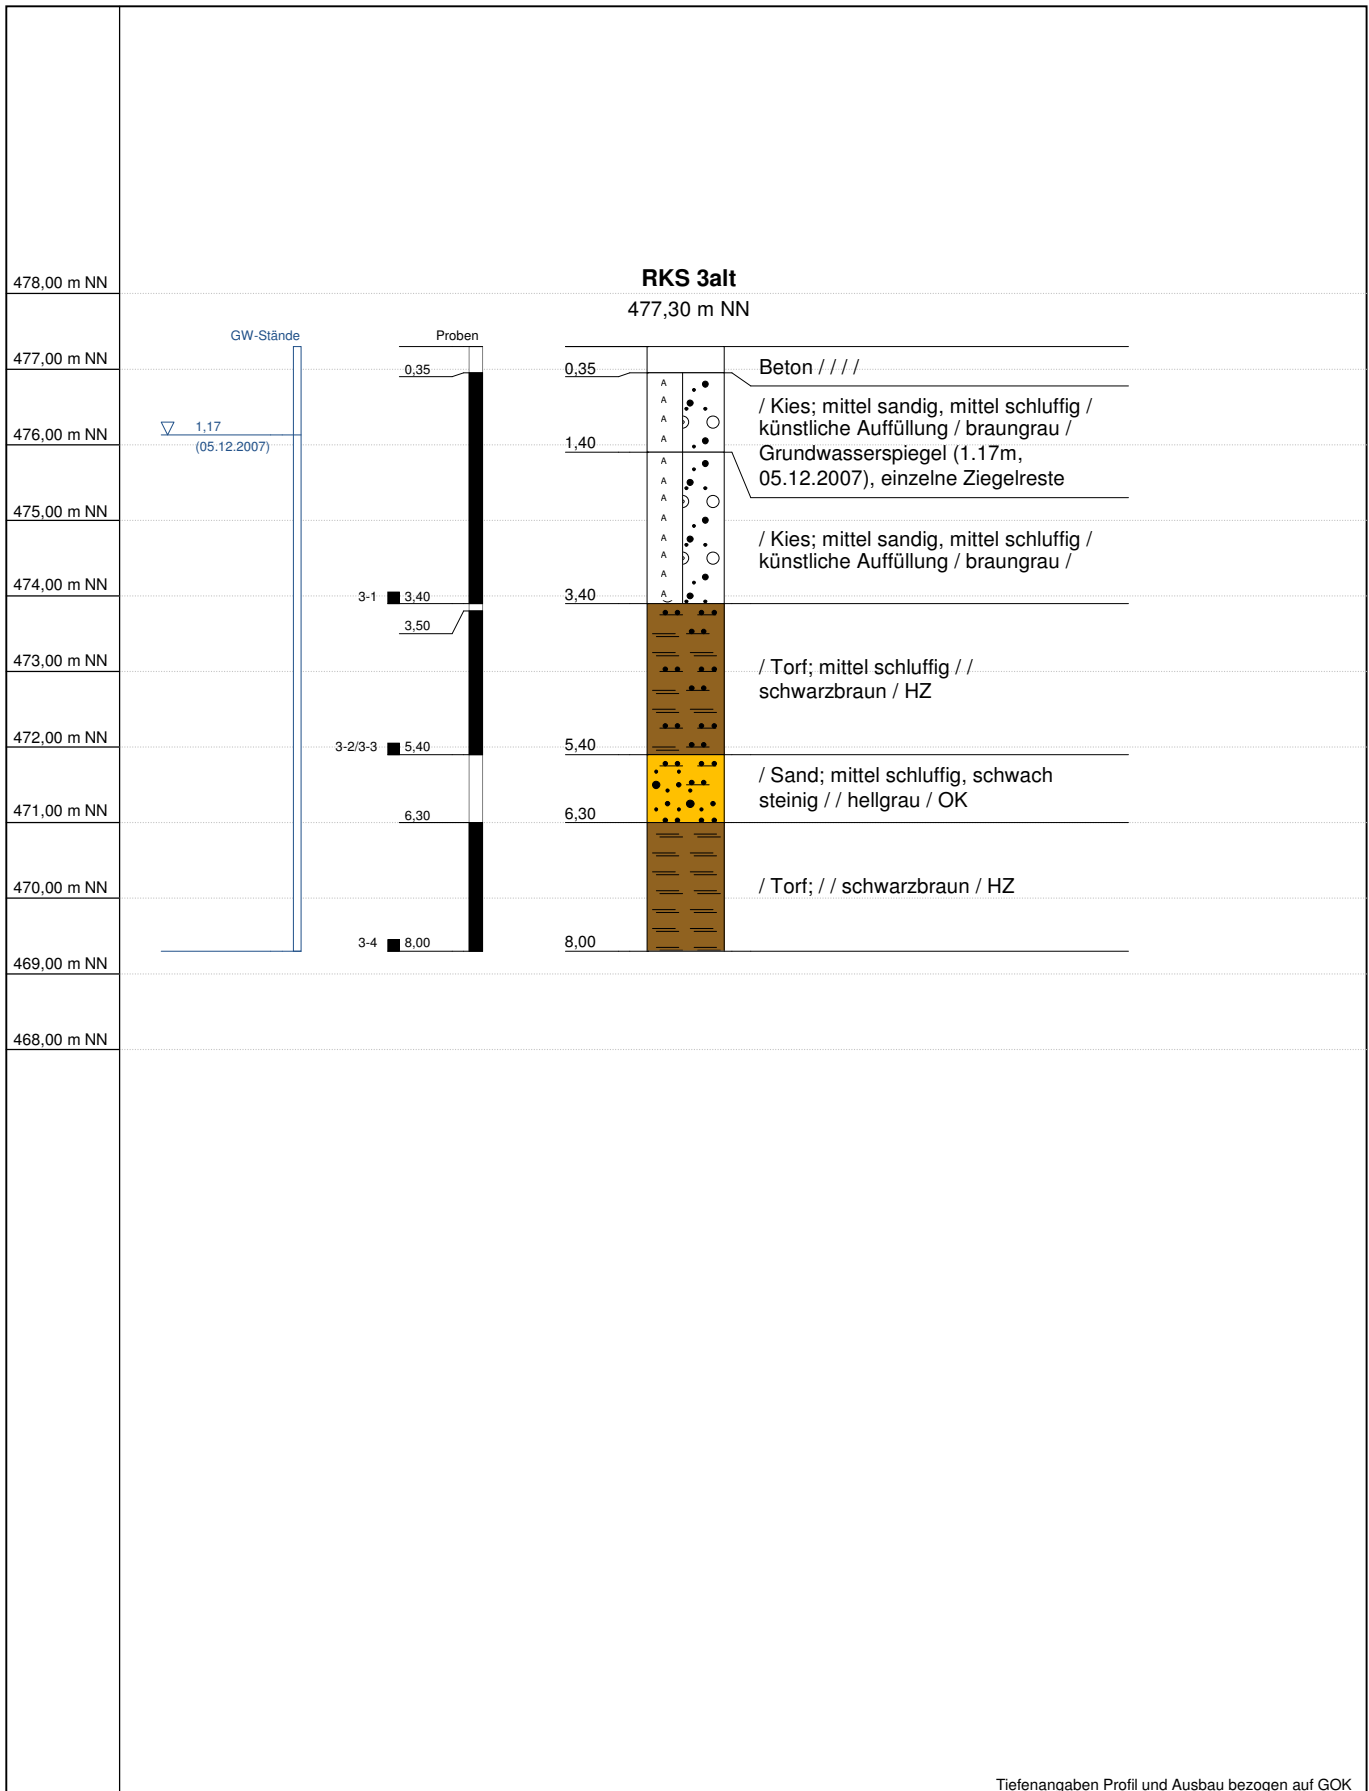 RKS 3alt
477,30 m NN
478,00 m NN
477,00 m NN
476,00 m NN
475,00 m NN
474,00 m NN
473,00 m NN
472,00 m NN
471,00 m NN
470,00 m NN
469,00 m NN
468,00 m NN
GW-Stände
1,17
(05.12.2007)
Proben
0,35
3-1
3,40
3,50
3-2/3-3
5,40
6,30
3-4
8,00
0,35
1,40
3,40
5,40
6,30
8,00
A
A
A
A
A
A
A
A
A
A
A
A
Beton / / / /
/ Kies; mittel sandig, mittel schluffig /
künstliche Auffüllung / braungrau /
Grundwasserspiegel (1.17m,
05.12.2007), einzelne Ziegelreste
/ Kies; mittel sandig, mittel schluffig /
künstliche Auffüllung / braungrau /
/ Torf; mittel schluffig / /
schwarzbraun / HZ
/ Sand; mittel schluffig, schwach
steinig / / hellgrau / OK
/ Torf; / / schwarzbraun / HZ
Tiefenangaben Profil und Ausbau bezogen auf GOK